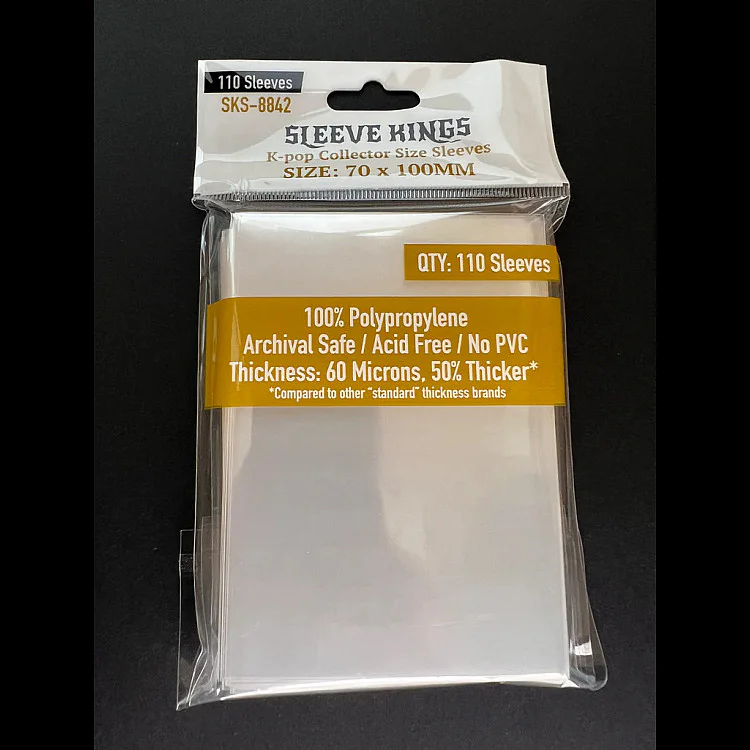 110 Sleeves
SKS-8842
SLEEVE KINGS
K-pop Collector Size Sleeves
SIZE: 70 x 100MM
QTY: 110 Sleeves
100% Polypropylene
Archival Safe / Acid Free / No PVC
Thickness: 60 Microns, 50% Thicker*
*Compared to other “standard” thickness brands